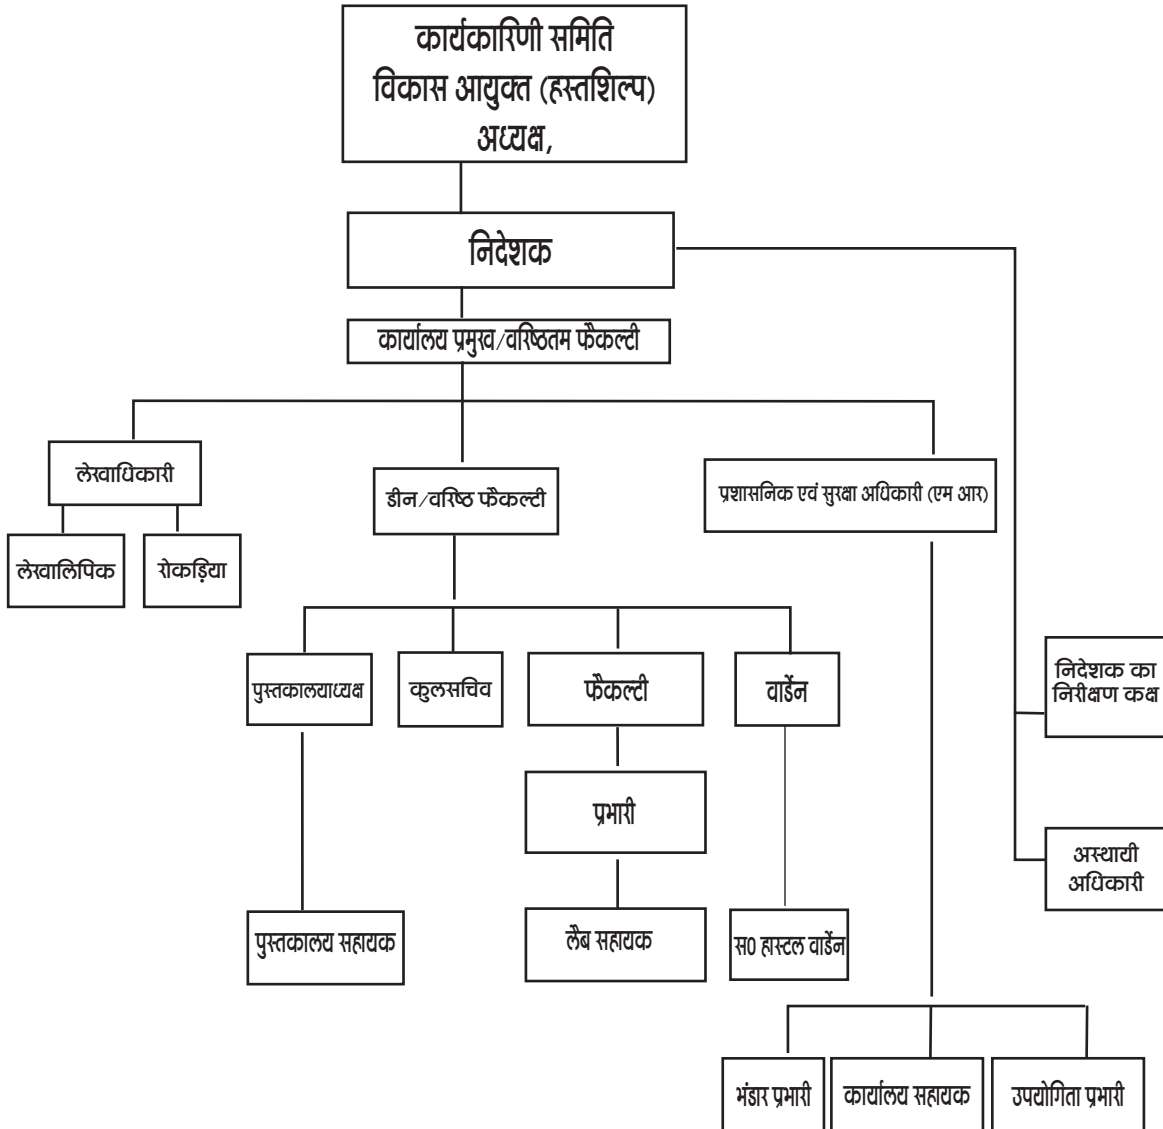 कार्यकारिणी समिति
विकास आयुक्त (हस्तशिल्प)
अध्यक्ष,
निदेशक
कार्यालय प्रमुख/वरिष्ठतम फैकल्टी
लेखाधिकारी
डीन/वरिष्ठ फैकल्टी
प्रशासनिक एवं सुरक्षा अधिकारी (एम आर)
लेखालिपिक
रोकड़िया
पुस्तकालयाध्यक्ष
कुलसचिव
फैकल्टी
वार्डेन
निदेशक का
निरीक्षण कक्ष
प्रभारी
अस्थायी
अधिकारी
पुस्तकालय सहायक
लैब सहायक
स0 हास्टल वार्डेन
भंडार प्रभारी
कार्यालय सहायक
उपयोगिता प्रभारी